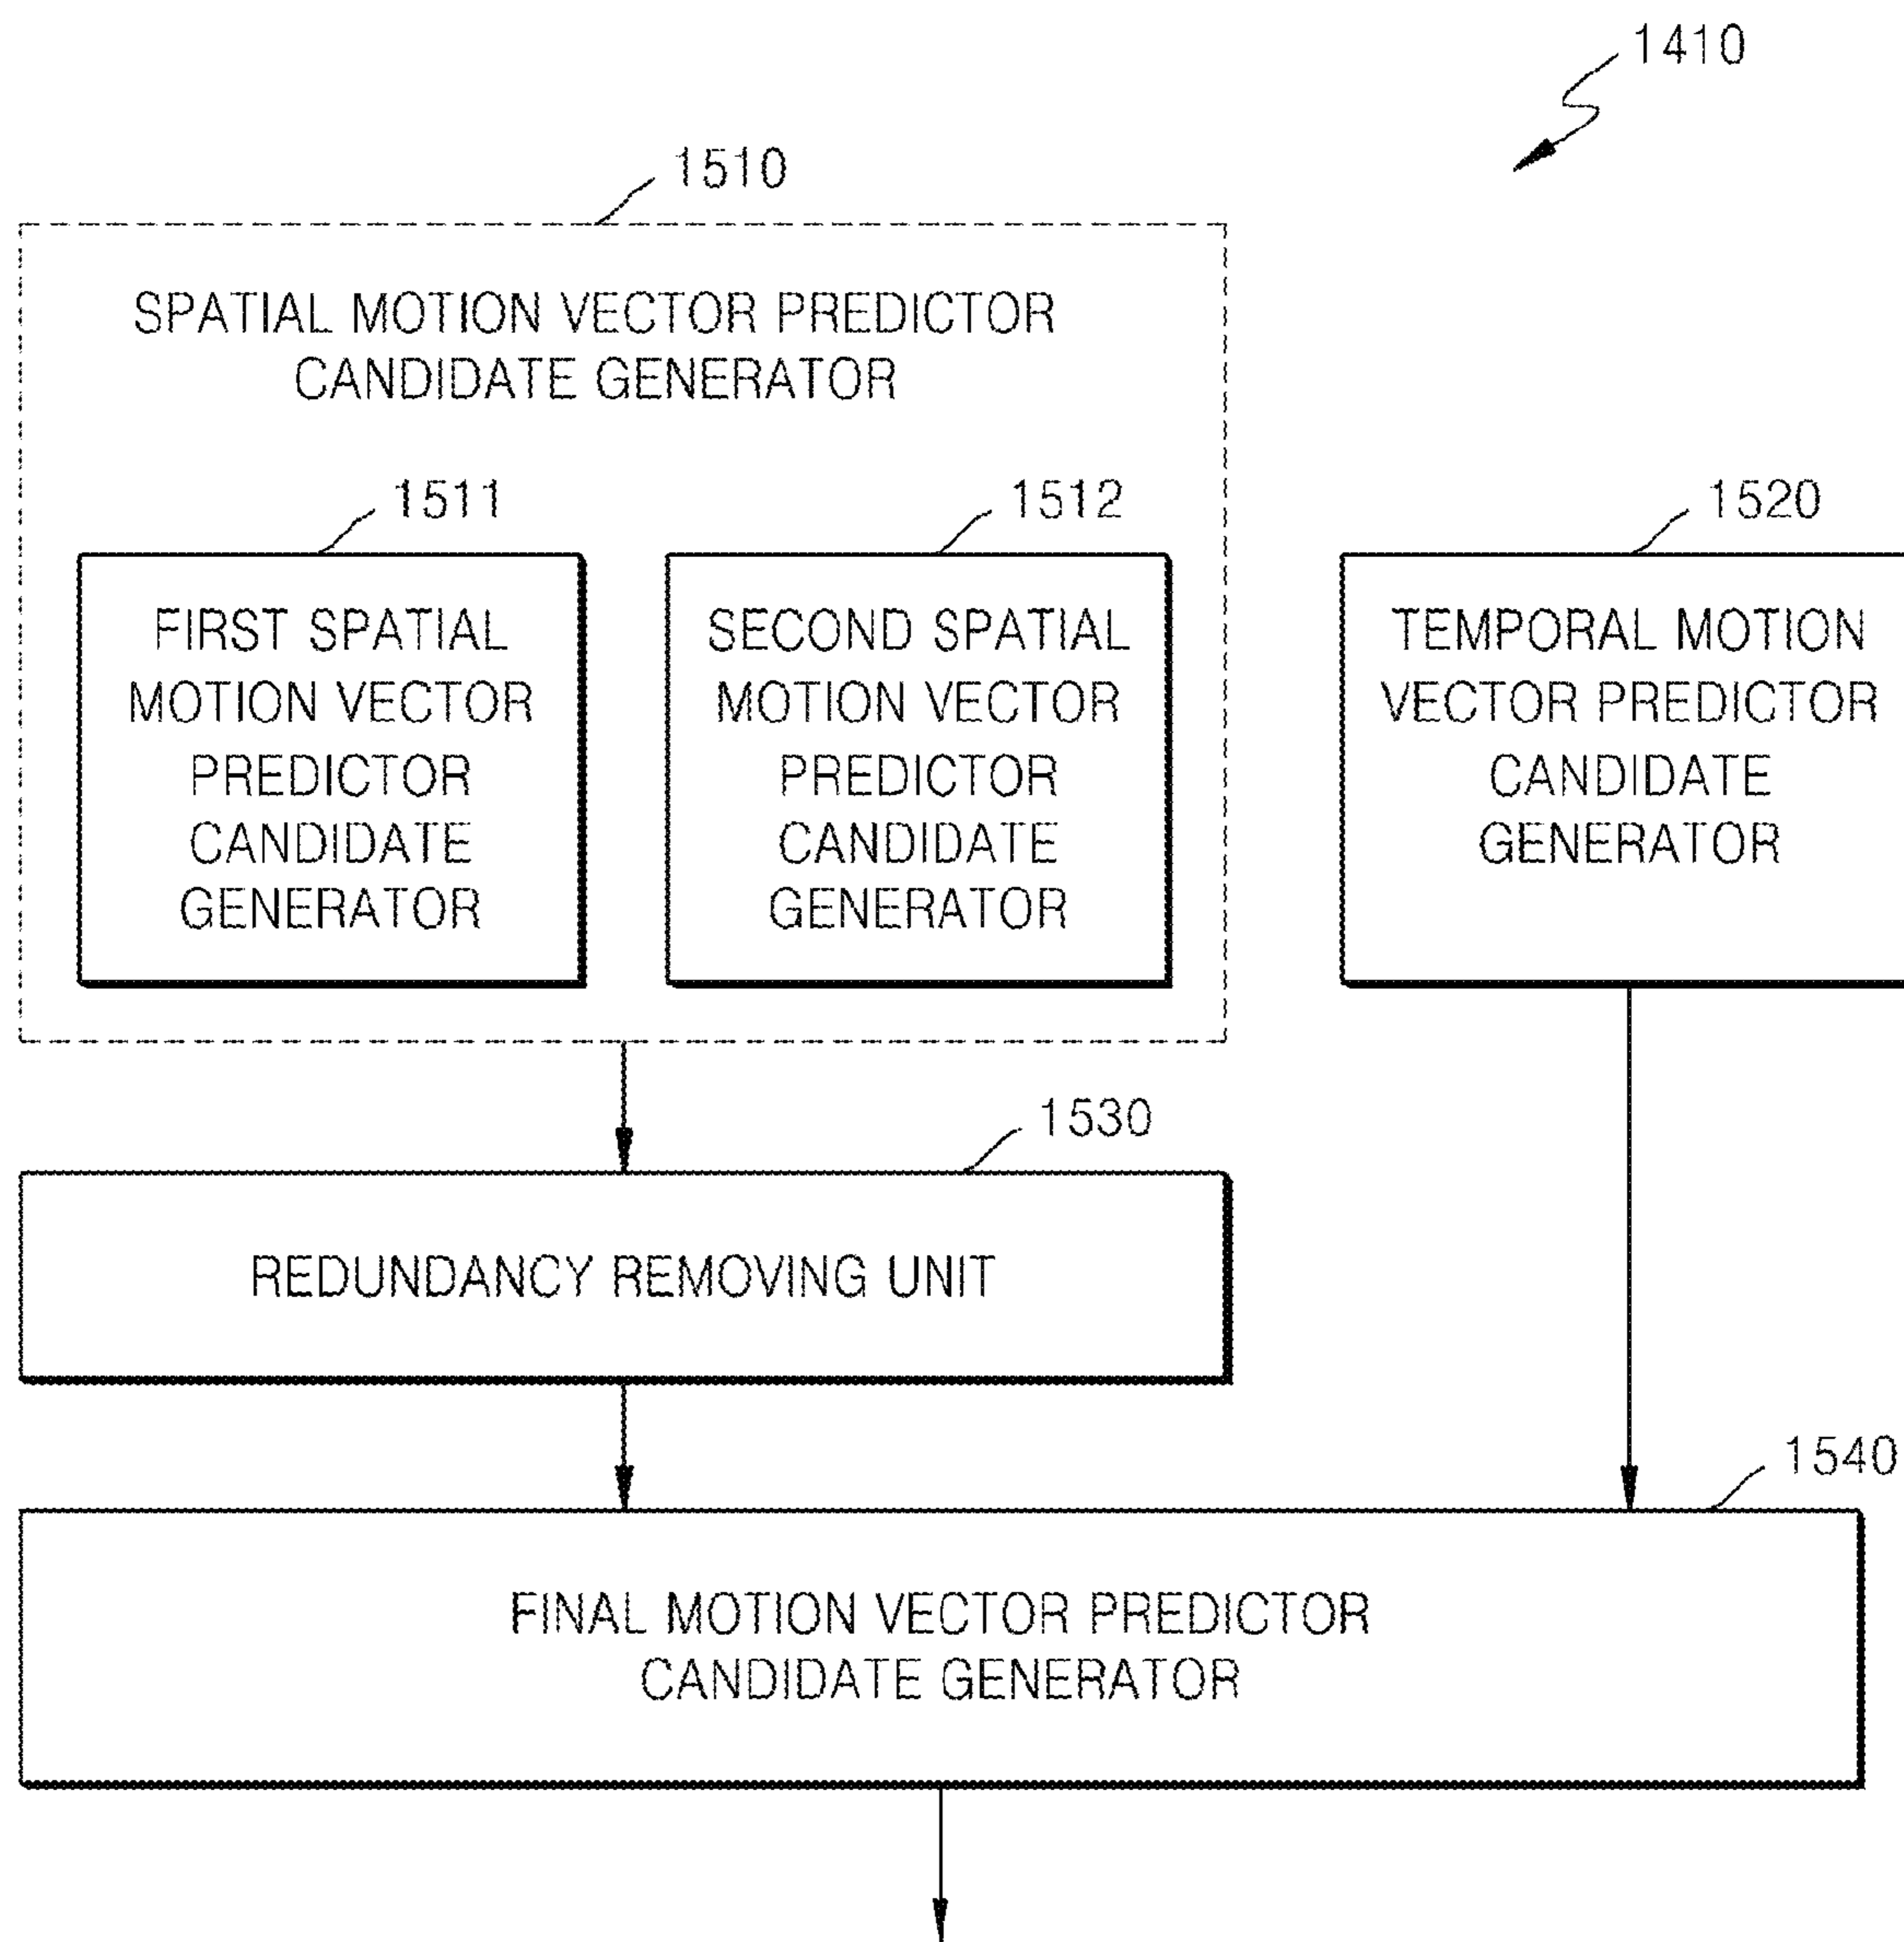 1410
1510
SPATIAL MOTION VECTOR PREDICTOR
CANDIDATE GENERATOR
1511
FIRST SPATIAL
MOTION VECTOR
PREDICTOR
CANDIDATE
GENERATOR
1512
SECOND SPATIAL
MOTION VECTOR
PREDICTOR
CANDIDATE
GENERATOR
1520
TEMPORAL MOTION
VECTOR PREDICTOR
CANDIDATE
GENERATOR
1530
REDUNDANCY REMOVING UNIT
1540
FINAL MOTION VECTOR PREDICTOR
CANDIDATE GENERATOR